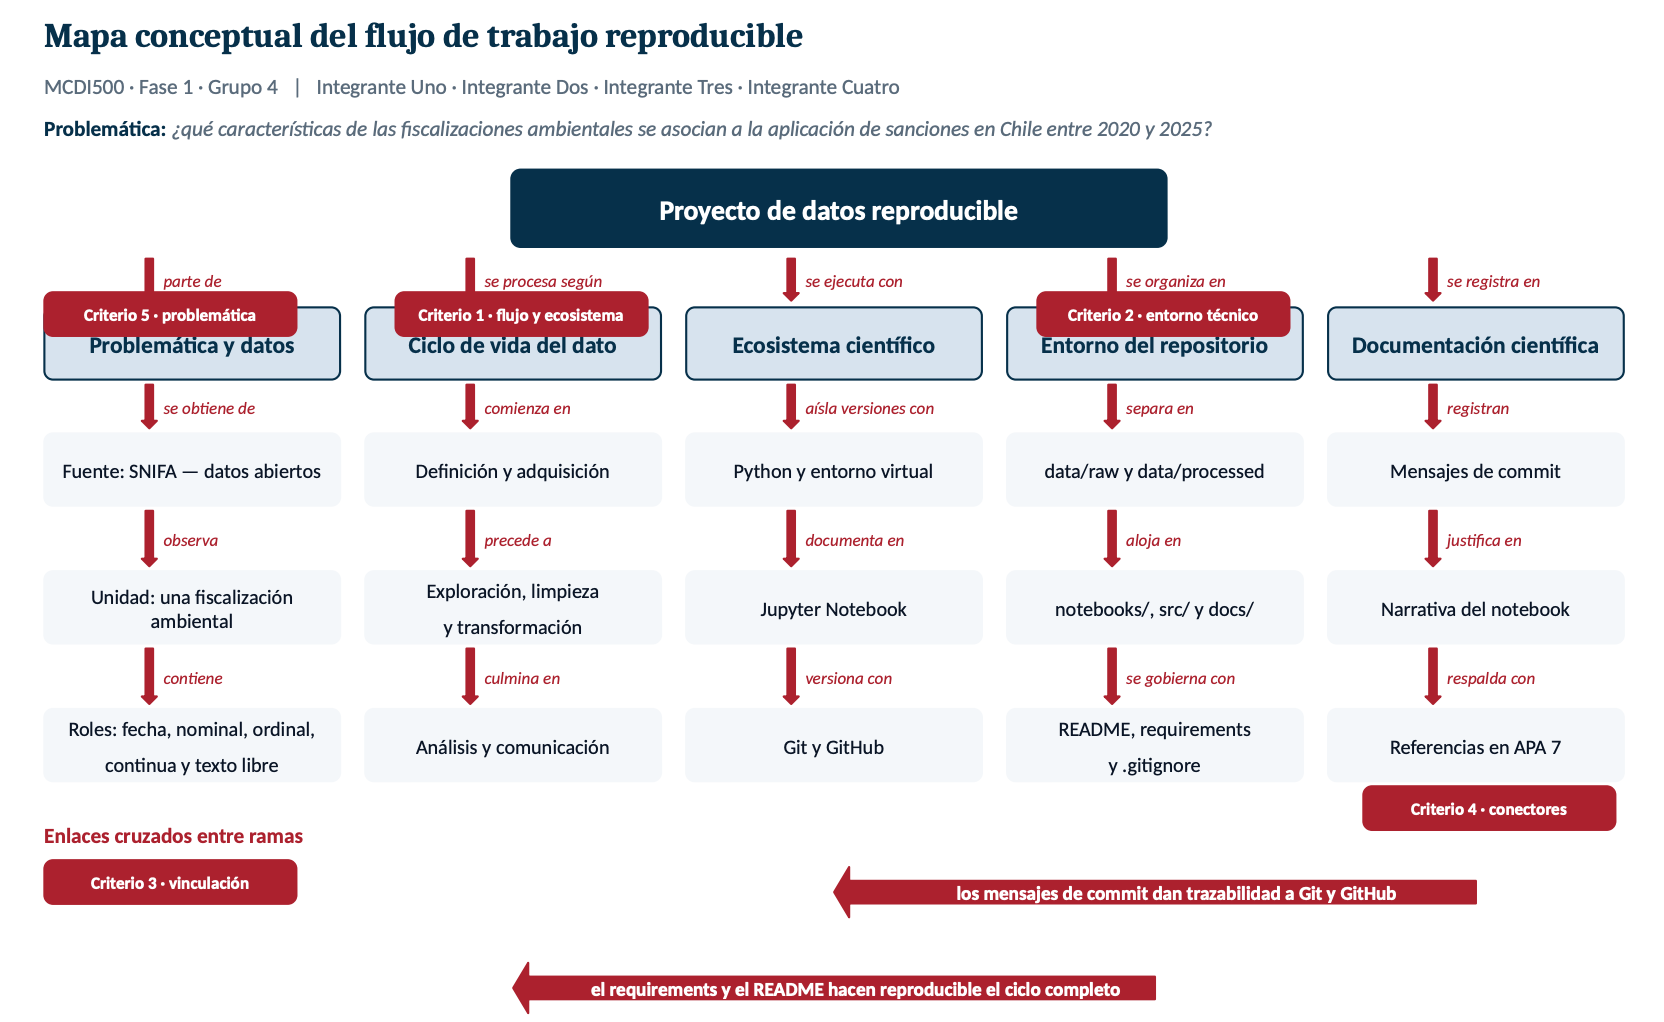 Mapa conceptual del flujo de trabajo reproducible
MCDI500 · Fase 1 · Grupo 4 | Integrante Uno · Integrante Dos · Integrante Tres · Integrante Cuatro
Problemática: ¿qué características de las fiscalizaciones ambientales se asocian a la aplicación de sanciones en Chile entre 2020 y 2025?
Proyecto de datos reproducible
parte de
se procesa según
se ejecuta con
se organiza en
se registra en
Criterio 5 · problemática
Criterio 1 · flujo y ecosistema
Criterio 2 · entorno técnico
Problemática y datos
Ciclo de vida del dato
Ecosistema científico
Entorno del repositorio
Documentación científica
se obtiene de
comienza en
aísla versiones con
separa en
registran
Fuente: SNIFA — datos abiertos
Definición y adquisición
Python y entorno virtual
data/raw y data/processed
Mensajes de commit
observa
precede a
documenta en
aloja en
justifica en
Unidad: una fiscalización
ambiental
Exploración, limpieza
y transformación
Jupyter Notebook
notebooks/, src/ y docs/
Narrativa del notebook
contiene
culmina en
versiona con
se gobierna con
respalda con
Roles: fecha, nominal, ordinal,
continua y texto libre
Análisis y comunicación
Git y GitHub
README, requirements
y .gitignore
Referencias en APA 7
Criterio 4 · conectores
Enlaces cruzados entre ramas
Criterio 3 · vinculación
los mensajes de commit dan trazabilidad a Git y GitHub
el requirements y el README hacen reproducible el ciclo completo